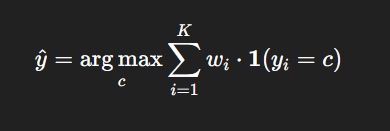 ŷ = arg max_c ∑_{i=1}^{K} w_i · 1(y_i = c)